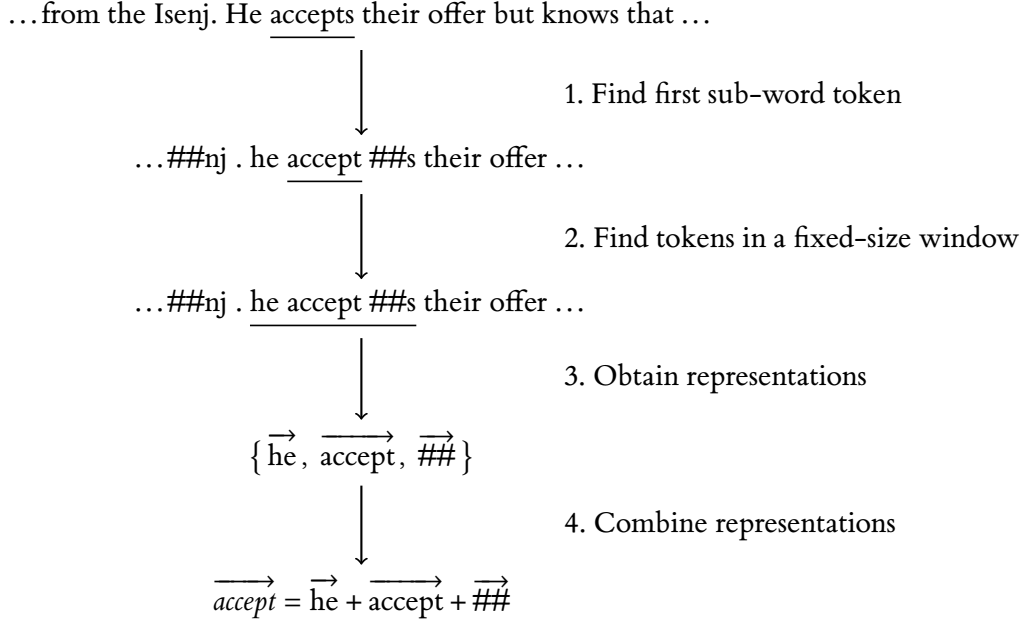 …from the Isenj. He accepts their offer but knows that …
1. Find first sub-word token
…##nj . he accept ##s their offer …
2. Find tokens in a fixed-size window
…##nj . he accept ##s their offer …
3. Obtain representations
{ he , accept , ## }
4. Combine representations
accept = he + accept + ##